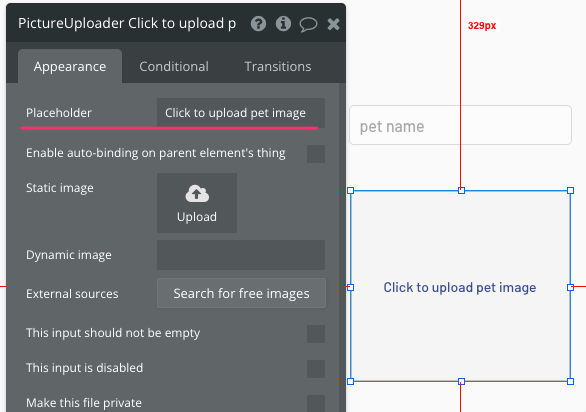 PictureUploader Click to upload p
Appearance
Conditional
Transitions
Placeholder
Click to upload pet image
Enable auto-binding on parent element's thing
Static image
Upload
Dynamic image
External sources
Search for free images
This input should not be empty
This input is disabled
Make this file private
329px
pet name
Click to upload pet image